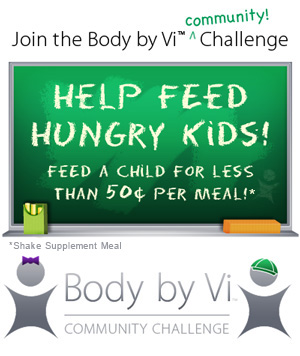 community!
Join the Body by Vi™ ^ Challenge
HELP FEED
HUNGRY KiDS!
FEED A CHILD FOR LESS
THAN 50¢ PER MEAL!*
*Shake Supplement Meal
Body by Vi™
COMMUNITY CHALLENGE